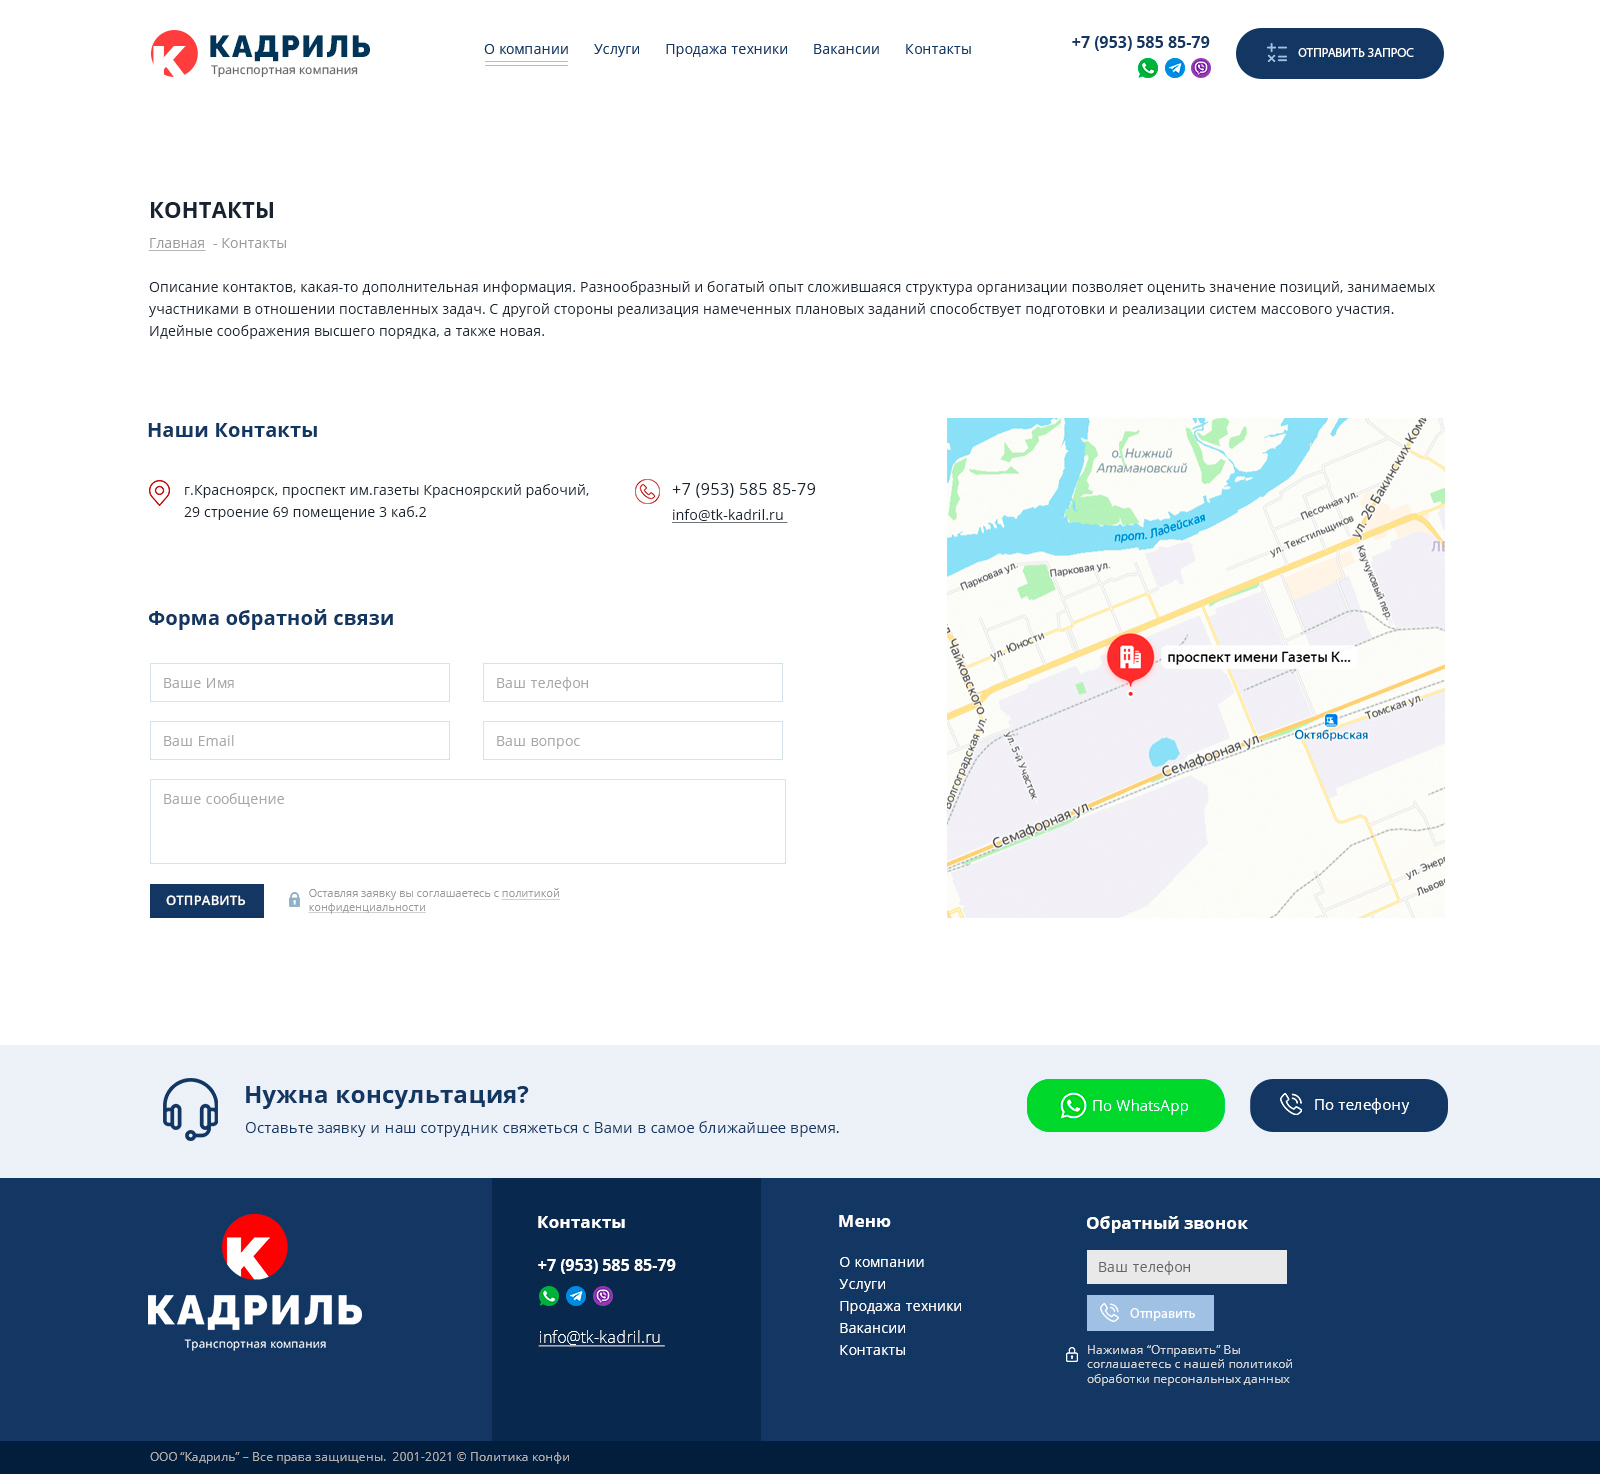 КАДРИЛЬ
Транспортная компания
О компании Услуги Продажа техники Вакансии Контакты
+7 (953) 585 85-79
ОТПРАВИТЬ ЗАПРОС
КОНТАКТЫ
Главная - Контакты
Описание контактов, какая-то дополнительная информация. Разнообразный и богатый опыт сложившаяся структура организации позволяет оценить значение позиций, занимаемых
участниками в отношении поставленных задач. С другой стороны реализация намеченных плановых заданий способствует подготовки и реализации систем массового участия.
Идейные соображения высшего порядка, а также новая.
Наши Контакты
г.Красноярск, проспект им.газеты Красноярский рабочий,
29 строение 69 помещение 3 каб.2
+7 (953) 585 85-79
info@tk-kadril.ru
Форма обратной связи
Ваше Имя
Ваш телефон
Ваш Email
Ваш вопрос
Ваше сообщение
ОТПРАВИТЬ
Оставляя заявку вы соглашаетесь с политикой
конфиденциальности
о. Нижний
Атамановский
прот. Ладейская
ул. 26 Бакинских Коми
Песочная ул.
ул. Текстильщиков
Каучуковый пер.
Парковая ул.
Парковая ул.
ул. Юности
Чайковского
проспект имени Газеты К...
Октябрьская
Томская ул.
Волгоградская ул.
ул. 5-й Участок
Семафорная ул.
Семафорная ул.
ул. Энерг
Львовс
Нужна консультация?
Оставьте заявку и наш сотрудник свяжеться с Вами в самое ближайшее время.
По WhatsApp
По телефону
КАДРИЛЬ
Транспортная компания
Контакты
+7 (953) 585 85-79
info@tk-kadril.ru
Меню
О компании
Услуги
Продажа техники
Вакансии
Контакты
Обратный звонок
Ваш телефон
Отправить
Нажимая “Отправить” Вы
соглашаетесь с нашей политикой
обработки персональных данных
ООО “Кадриль” – Все права защищены. 2001-2021 © Политика конфи